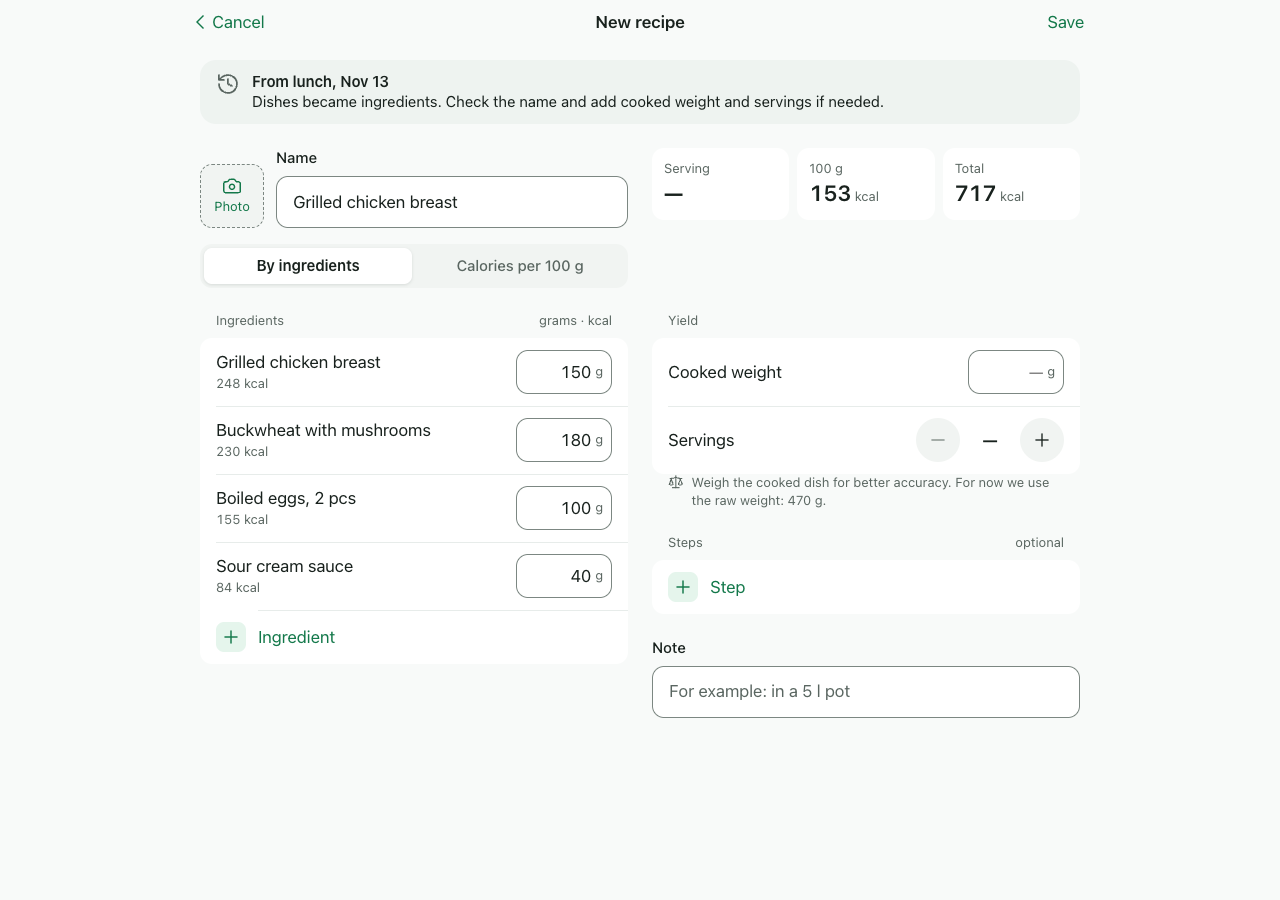 Cancel
New recipe
Save
From lunch, Nov 13
Dishes became ingredients. Check the name and add cooked weight and servings if needed.
Photo
Name
Grilled chicken breast
Serving
—
100 g
153 kcal
Total
717 kcal
By ingredients
Calories per 100 g
Ingredients
grams · kcal
Grilled chicken breast
248 kcal
150 g
Buckwheat with mushrooms
230 kcal
180 g
Boiled eggs, 2 pcs
155 kcal
100 g
Sour cream sauce
84 kcal
40 g
Ingredient
Yield
Cooked weight
— g
Servings
—
Weigh the cooked dish for better accuracy. For now we use
the raw weight: 470 g.
Steps
optional
Step
Note
For example: in a 5 l pot